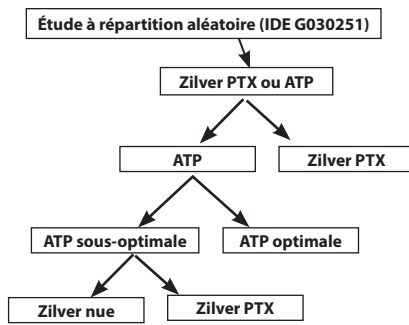 Étude à répartition aléatoire (IDE G030251)
Zilver PTX ou ATP
ATP
Zilver PTX
ATP sous-optimale
ATP optimale
Zilver nue
Zilver PTX